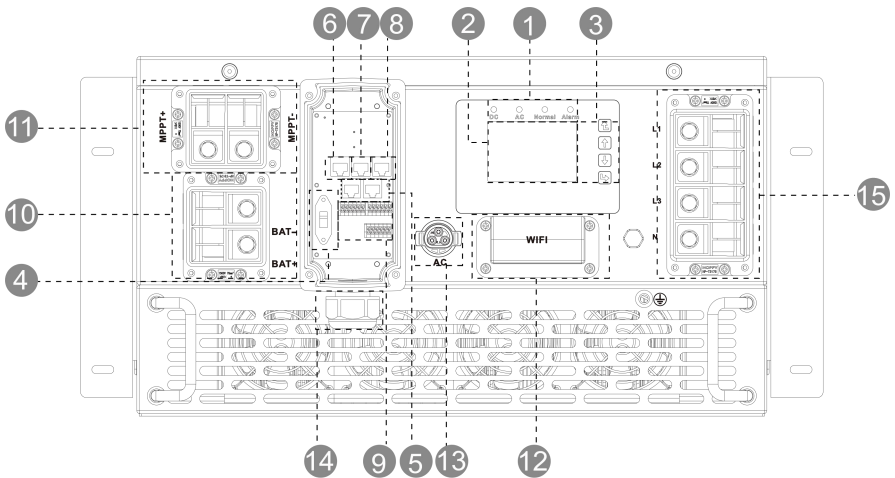 6 7 8 2 1 3
DC AC Normal Alarm
11 MPPT+ MPPT-
L1
L2
15
10
L3
BAT-
WIFI
N
BAT+
4
AC
14 9 5 13 12